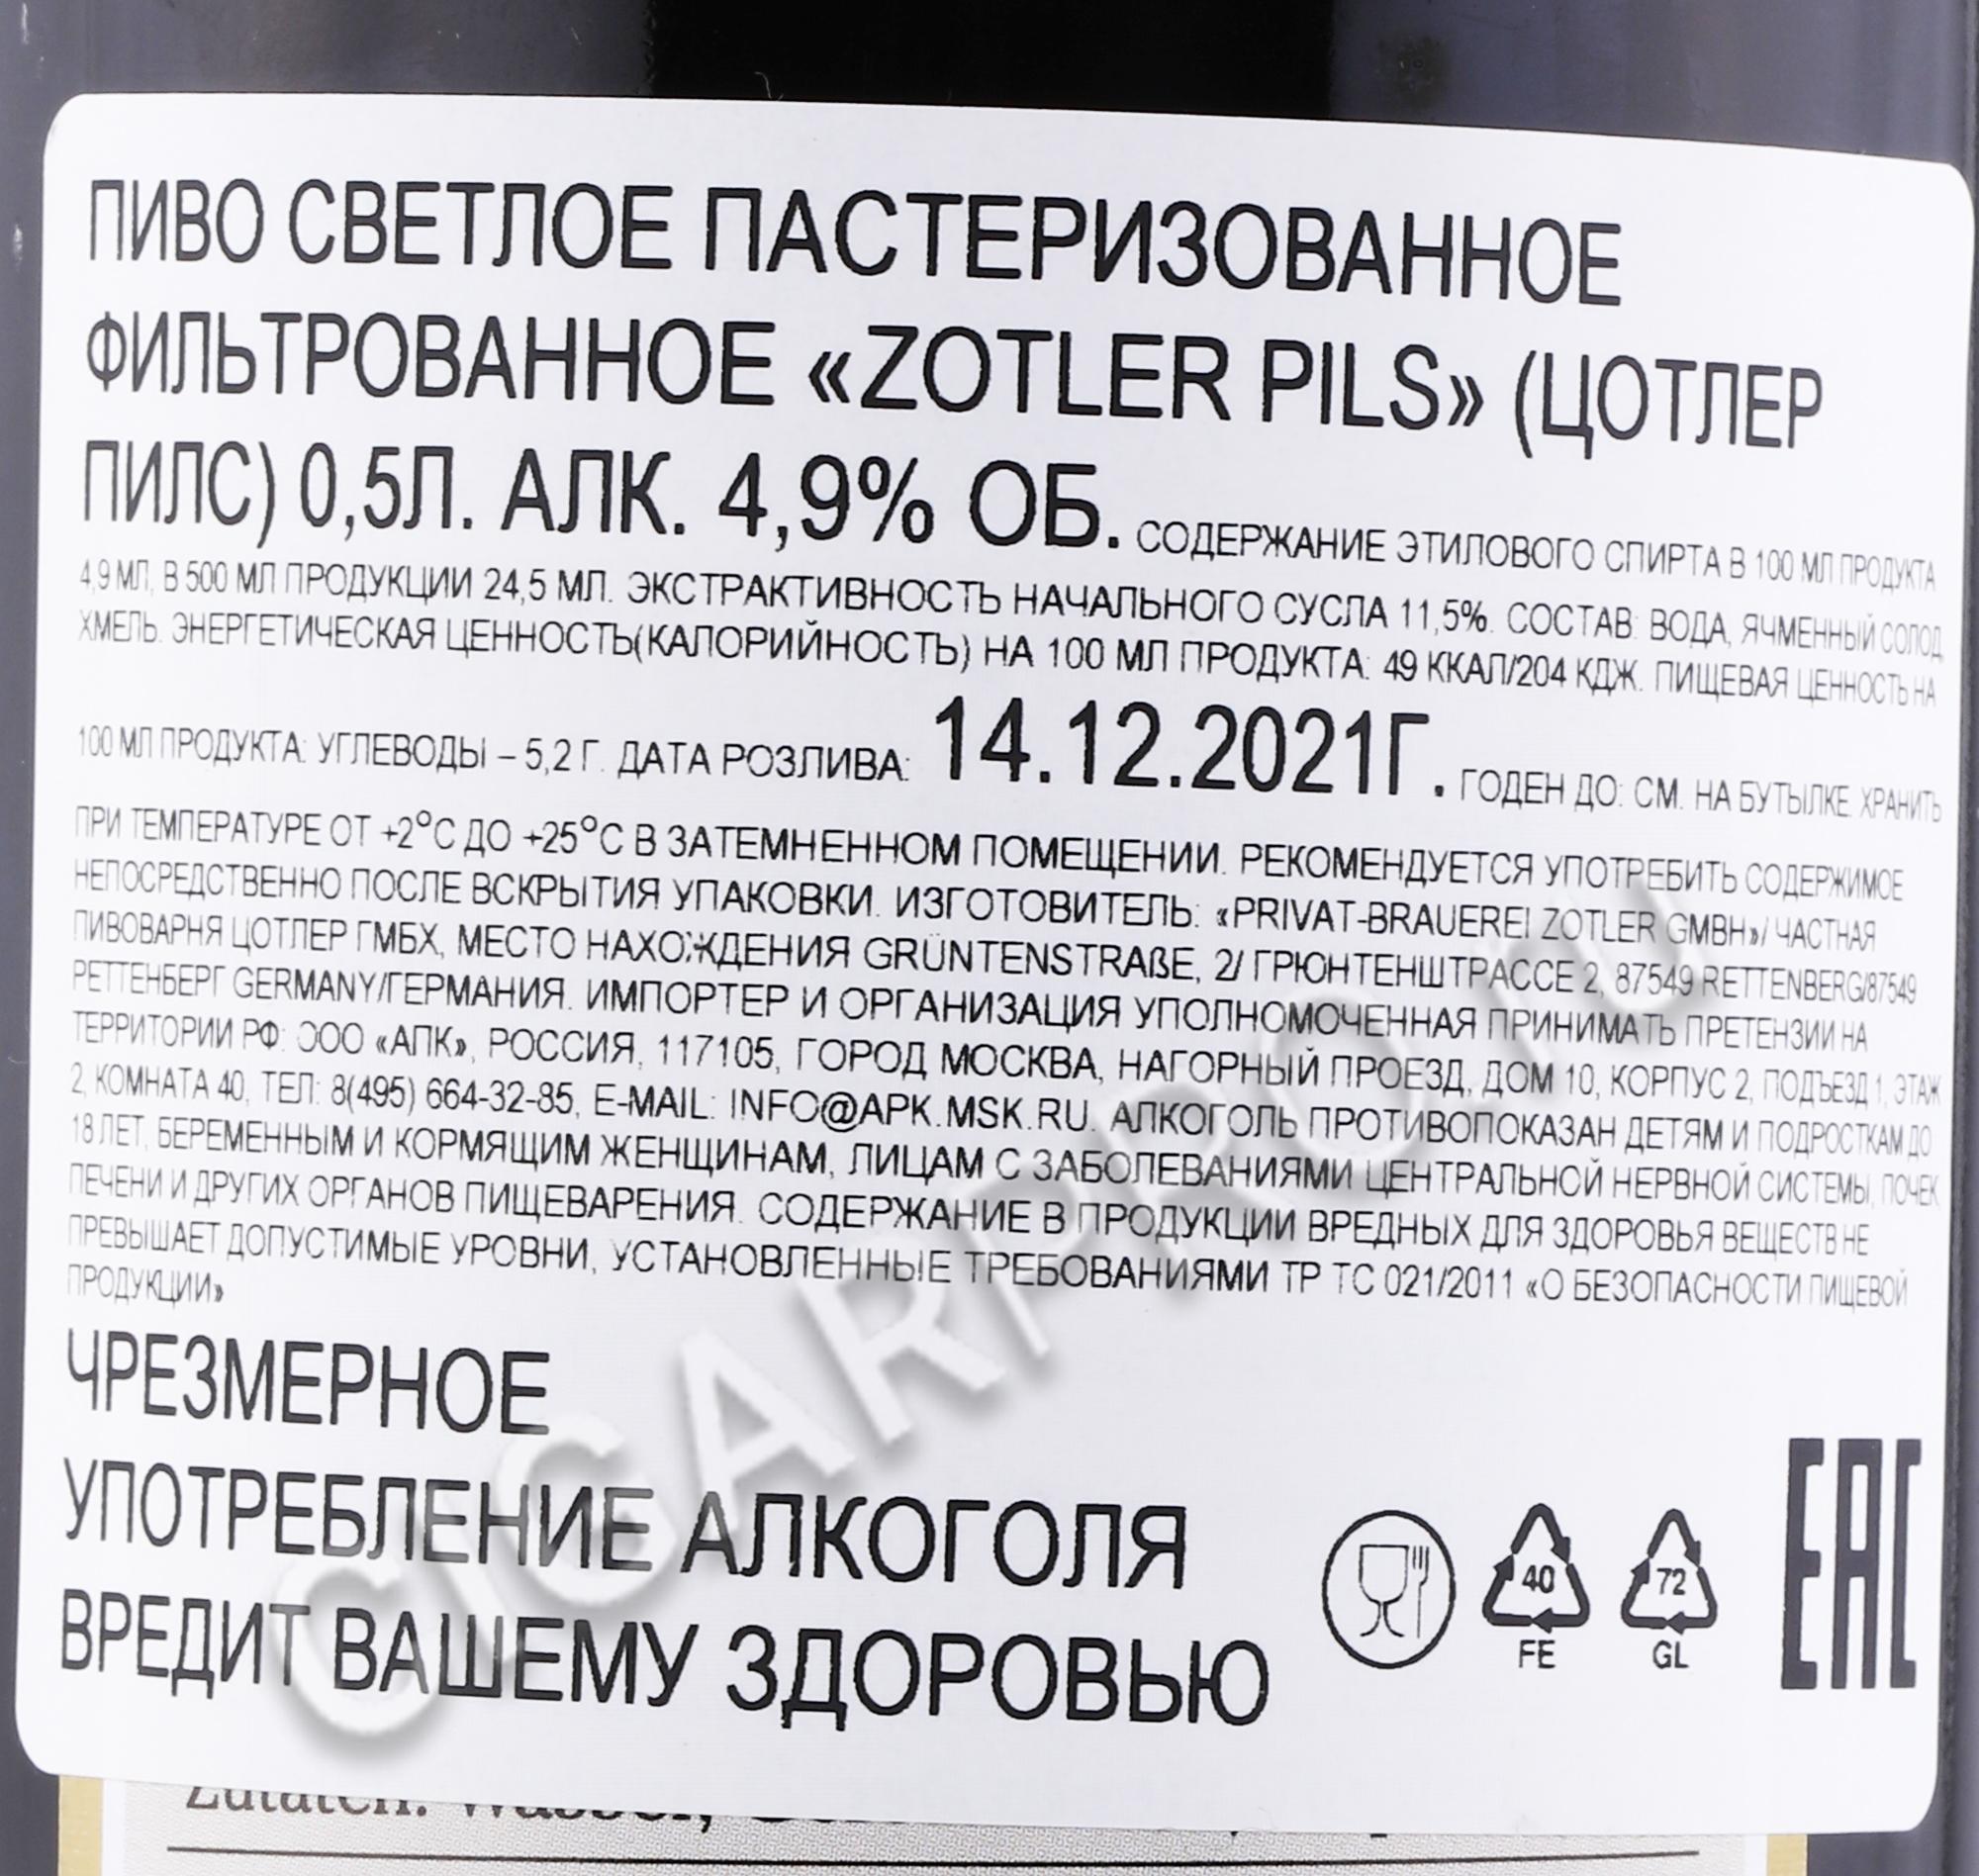 ПИВО СВЕТЛОЕ ПАСТЕРИЗОВАННОЕ
ФИЛЬТРОВАННОЕ «ZOTLER PILS» (ЦОТЛЕР
ПИЛС) 0,5Л. АЛК. 4,9% ОБ. СОДЕРЖАНИЕ ЭТИЛОВОГО СПИРТА В 100 МЛ ПРОДУКТА
4,9 МЛ, В 500 МЛ ПРОДУКЦИИ 24,5 МЛ. ЭКСТРАКТИВНОСТЬ НАЧАЛЬНОГО СУСЛА 11,5%. СОСТАВ: ВОДА, ЯЧМЕННЫЙ СОЛОД,
ХМЕЛЬ. ЭНЕРГЕТИЧЕСКАЯ ЦЕННОСТЬ(КАЛОРИЙНОСТЬ) НА 100 МЛ ПРОДУКТА: 49 ККАЛ/204 КДЖ. ПИЩЕВАЯ ЦЕННОСТЬ НА
100 МЛ ПРОДУКТА: УГЛЕВОДЫ – 5,2 Г. ДАТА РОЗЛИВА: 14.12.2021Г. ГОДЕН ДО: СМ. НА БУТЫЛКЕ. ХРАНИТЬ
ПРИ ТЕМПЕРАТУРЕ ОТ +2°С ДО +25°С В ЗАТЕМНЕННОМ ПОМЕЩЕНИИ. РЕКОМЕНДУЕТСЯ УПОТРЕБИТЬ СОДЕРЖИМОЕ
НЕПОСРЕДСТВЕННО ПОСЛЕ ВСКРЫТИЯ УПАКОВКИ. ИЗГОТОВИТЕЛЬ: «PRIVAT-BRAUEREI ZOTLER GMBH»/ ЧАСТНАЯ
ПИВОВАРНЯ ЦОТЛЕР ГМБХ, МЕСТО НАХОЖДЕНИЯ GRÜNTENSTRAßE, 2/ ГРЮНТЕНШТРАССЕ 2, 87549 RETTENBERG/87549
РЕТТЕНБЕРГ GERMANY/ГЕРМАНИЯ. ИМПОРТЕР И ОРГАНИЗАЦИЯ УПОЛНОМОЧЕННАЯ ПРИНИМАТЬ ПРЕТЕНЗИИ НА
ТЕРРИТОРИИ РФ: ООО «АПК», РОССИЯ, 117105, ГОРОД МОСКВА, НАГОРНЫЙ ПРОЕЗД, ДОМ 10, КОРПУС 2, ПОДЪЕЗД 1, ЭТАЖ
2, КОМНАТА 40, ТЕЛ: 8(495) 664-32-85, E-MAIL: INFO@APK.MSK.RU. АЛКОГОЛЬ ПРОТИВОПОКАЗАН ДЕТЯМ И ПОДРОСТКАМ ДО
18 ЛЕТ, БЕРЕМЕННЫМ И КОРМЯЩИМ ЖЕНЩИНАМ, ЛИЦАМ С ЗАБОЛЕВАНИЯМИ ЦЕНТРАЛЬНОЙ НЕРВНОЙ СИСТЕМЫ, ПОЧЕК,
ПЕЧЕНИ И ДРУГИХ ОРГАНОВ ПИЩЕВАРЕНИЯ. СОДЕРЖАНИЕ В ПРОДУКЦИИ ВРЕДНЫХ ДЛЯ ЗДОРОВЬЯ ВЕЩЕСТВ НЕ
ПРЕВЫШАЕТ ДОПУСТИМЫЕ УРОВНИ, УСТАНОВЛЕННЫЕ ТРЕБОВАНИЯМИ ТР ТС 021/2011 «О БЕЗОПАСНОСТИ ПИЩЕВОЙ
ПРОДУКЦИИ»
ЧРЕЗМЕРНОЕ
УПОТРЕБЛЕНИЕ АЛКОГОЛЯ
ВРЕДИТ ВАШЕМУ ЗДОРОВЬЮ
40
FE
72
GL
EAC
CIGARPRO.ru
Zutaten: Wasser,